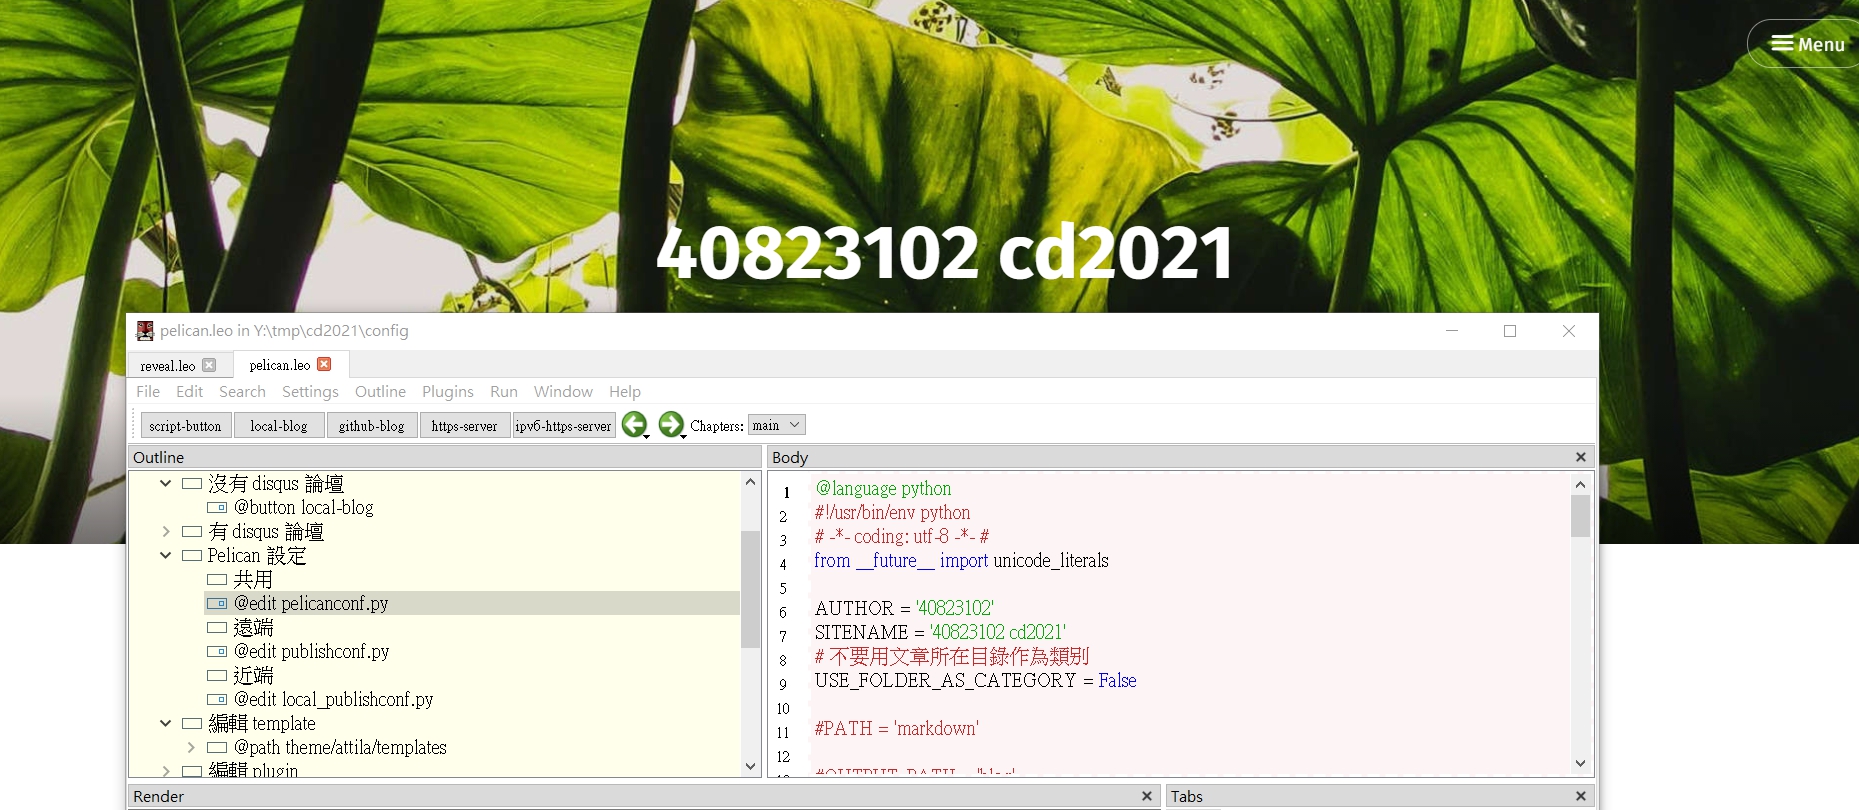 Menu
40823102 cd2021
pelican.leo in Y:\tmp\cd2021\config
reveal.leo pelican.leo
File Edit Search Settings Outline Plugins Run Window Help
script-button local-blog github-blog https-server ipv6-https-server Chapters: main
Outline
沒有 disqus 論壇
@button local-blog
有 disqus 論壇
Pelican 設定
共用
@edit pelicanconf.py
遠端
@edit publishconf.py
近端
@edit local_publishconf.py
編輯 template
@path theme/attila/templates
編輯 plugin
Body
1 @language python
2 #!/usr/bin/env python
3 # -*- coding: utf-8 -*- #
4 from __future__ import unicode_literals
5
6 AUTHOR = '40823102'
7 SITENAME = '40823102 cd2021'
8 # 不要用文章所在目錄作為類別
9 USE_FOLDER_AS_CATEGORY = False
10
11 #PATH = 'markdown'
12
#OUTPUT_PATH = 'blog'
Render
Tabs